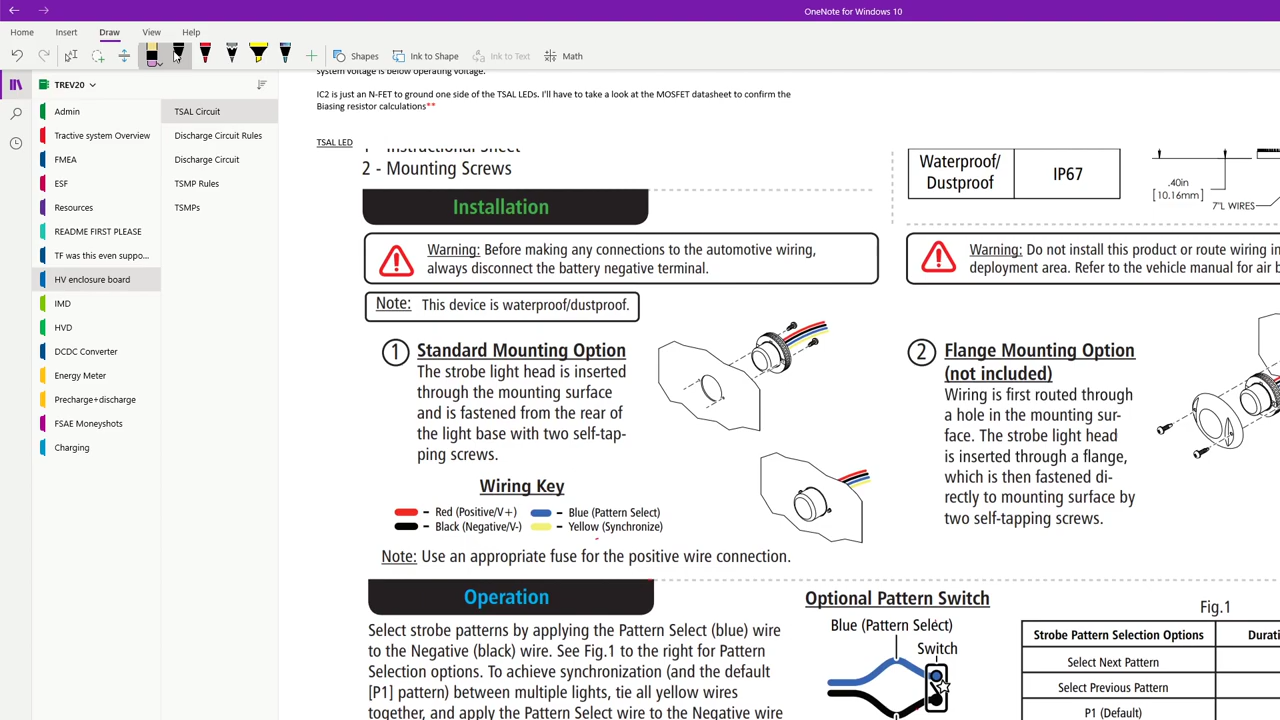 OneNote for Windows 10
Home
Insert
Draw
View
Help
Shapes
Ink to Shape
Ink to Text
Math
TREV20
Admin
Tractive system Overview
FMEA
ESF
Resources
README FIRST PLEASE
TF was this even suppo...
HV enclosure board
IMD
HVD
DCDC Converter
Energy Meter
Precharge+discharge
FSAE Moneyshots
Charging
TSAL Circuit
Discharge Circuit Rules
Discharge Circuit
TSMP Rules
TSMPs
system voltage is below operating voltage.
IC2 is just an N-FET to ground one side of the TSAL LEDs. I'll have to take a look at the MOSFET datasheet to confirm the
Biasing resistor calculations**
TSAL LED
1 - Instructional Sheet
2 - Mounting Screws
Waterproof/
Dustproof
IP67
.40in
[10.16mm]
7"L WIRES
Installation
Warning: Before making any connections to the automotive wiring,
always disconnect the battery negative terminal.
Warning: Do not install this product or route wiring in
deployment area. Refer to the vehicle manual for air b
Note: This device is waterproof/dustproof.
1 Standard Mounting Option
The strobe light head is inserted
through the mounting surface
and is fastened from the rear of
the light base with two self-tap-
ping screws.
2 Flange Mounting Option
(not included)
Wiring is first routed through
a hole in the mounting sur-
face. The strobe light head
is inserted through a flange,
which is then fastened di-
rectly to mounting surface by
two self-tapping screws.
Wiring Key
- Red (Positive/V+)
- Blue (Pattern Select)
- Black (Negative/V-)
- Yellow (Synchronize)
Note: Use an appropriate fuse for the positive wire connection.
Operation
Select strobe patterns by applying the Pattern Select (blue) wire
to the Negative (black) wire. See Fig.1 to the right for Pattern
Selection options. To achieve synchronization (and the default
[P1] pattern) between multiple lights, tie all yellow wires
together, and apply the Pattern Select wire to the Negative wire
Optional Pattern Switch
Blue (Pattern Select)
Switch
Fig.1
Strobe Pattern Selection Options
Dura
Select Next Pattern
Select Previous Pattern
P1 (Default)